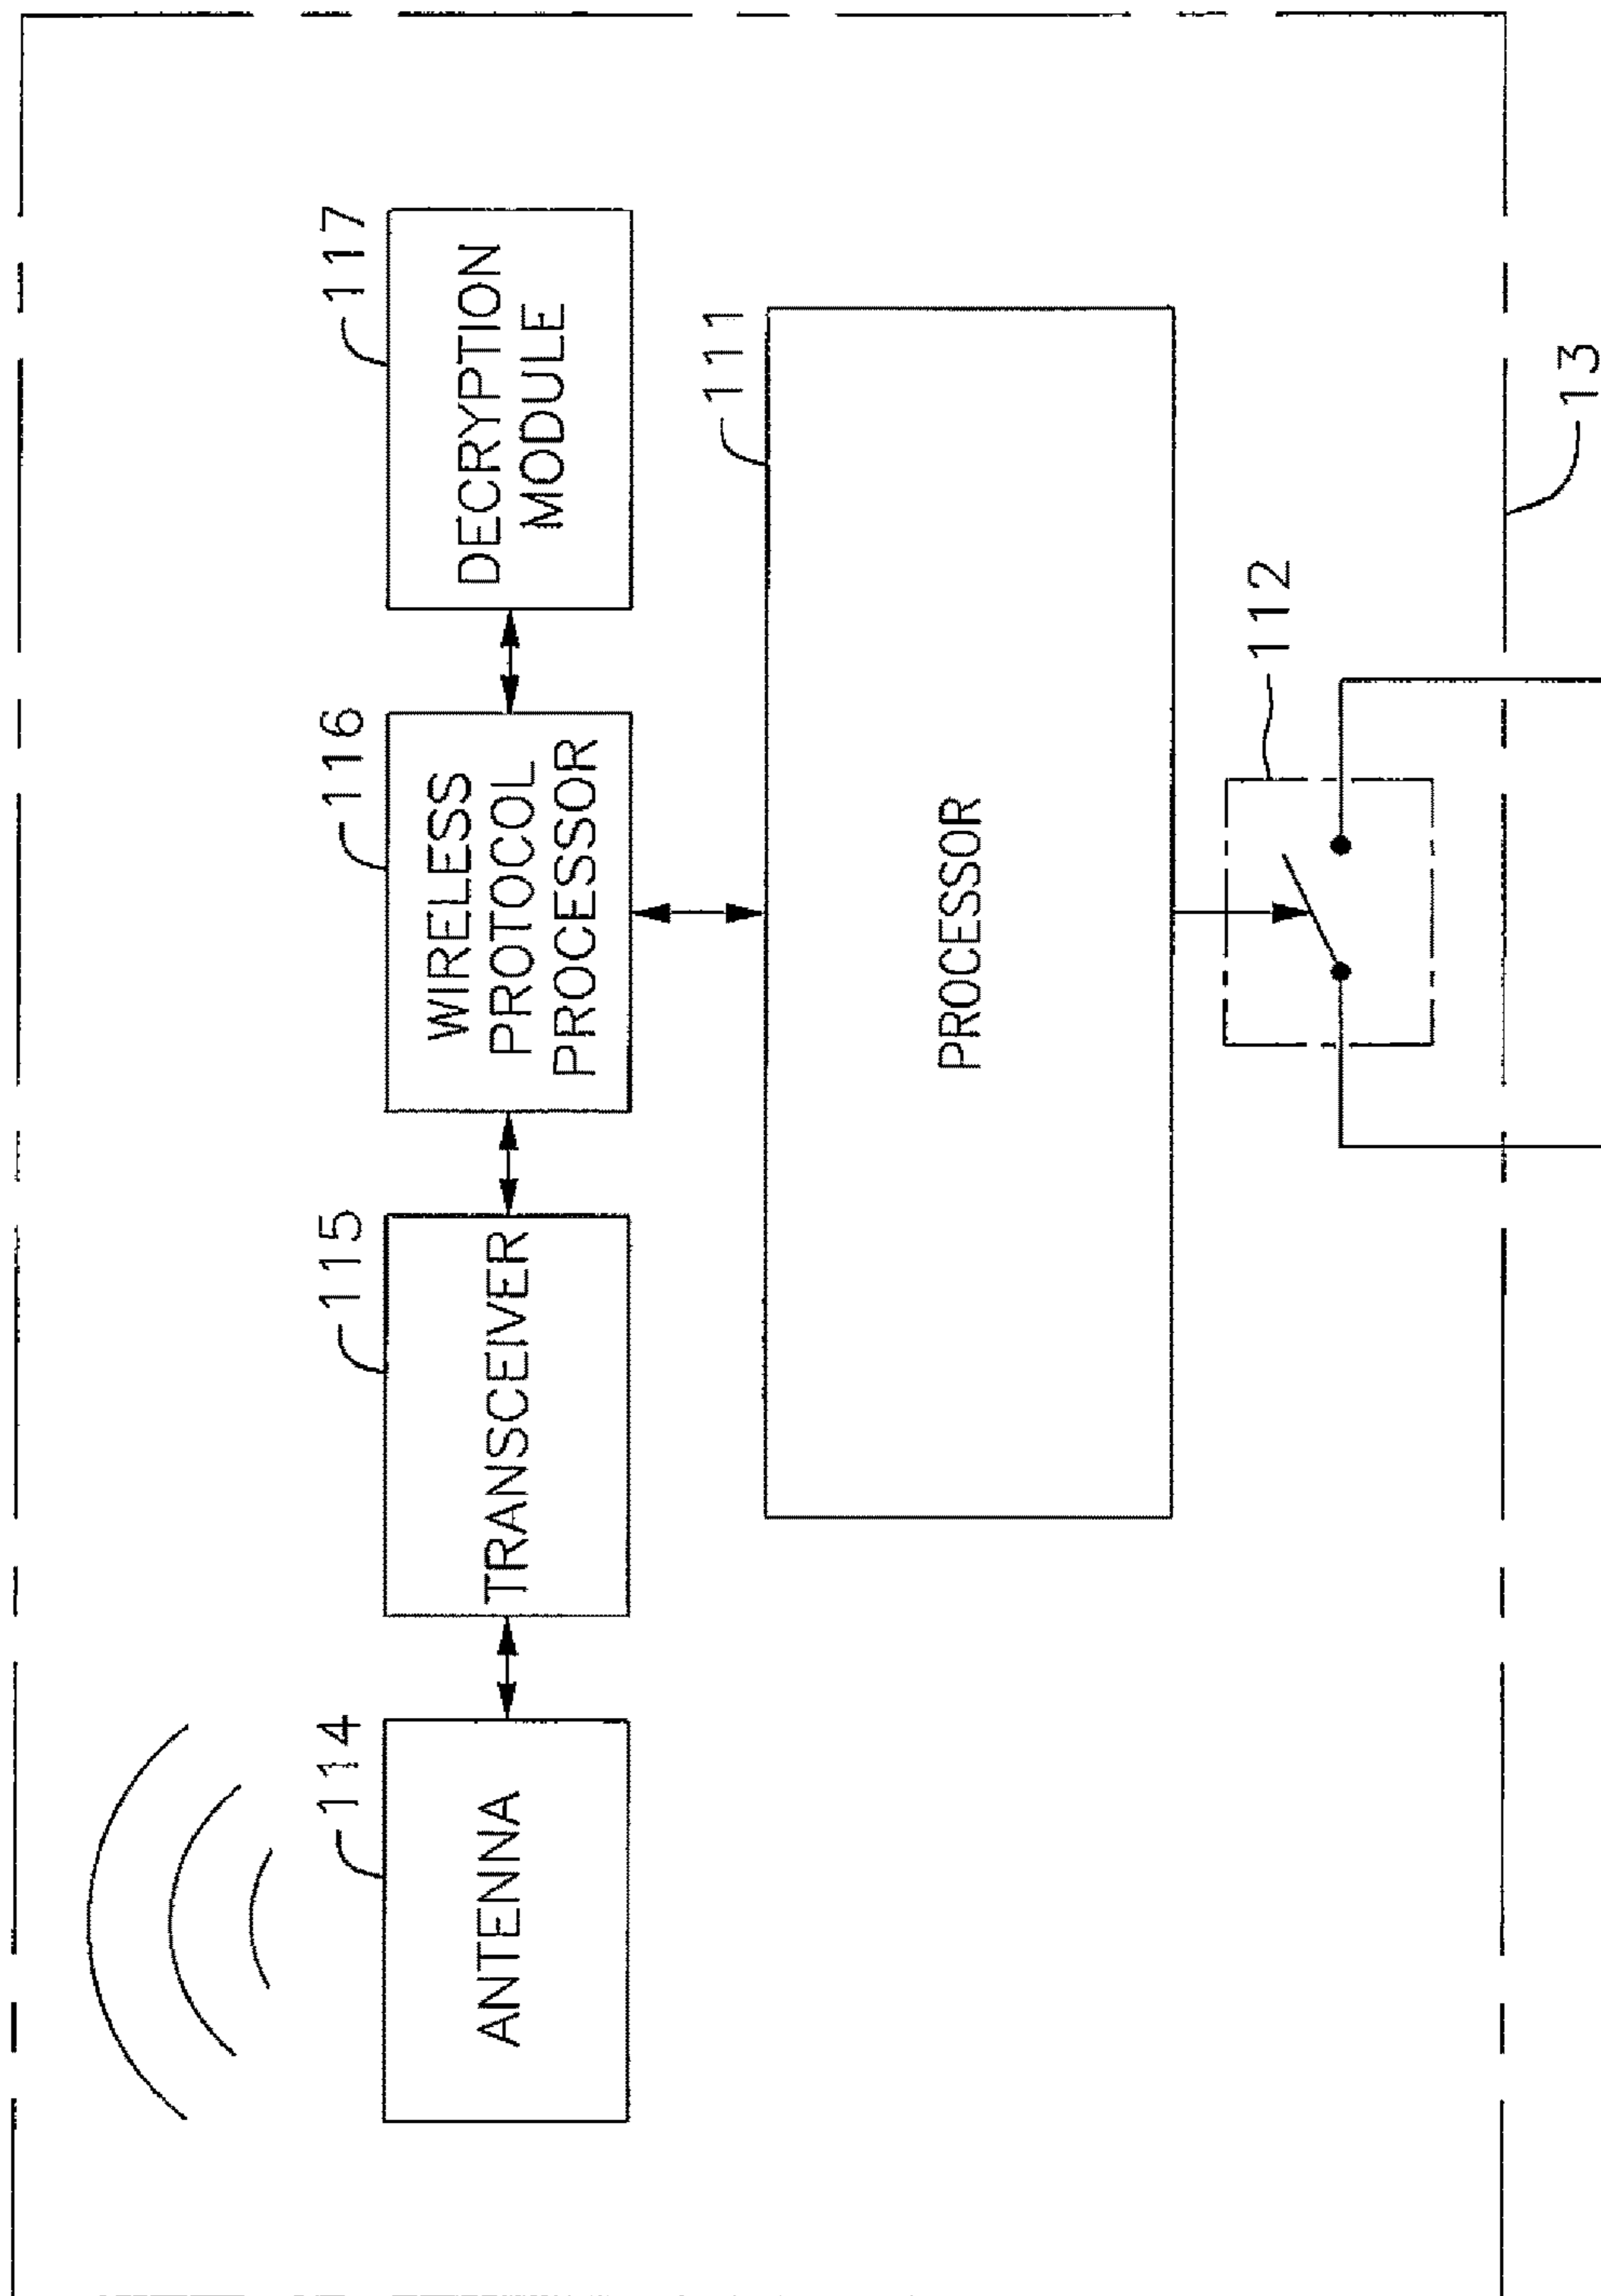 114
ANTENNA
115
TRANSCEIVER
116
WIRELESS
PROTOCOL
PROCESSOR
117
DECRYPTION
MODULE
111
PROCESSOR
112
13